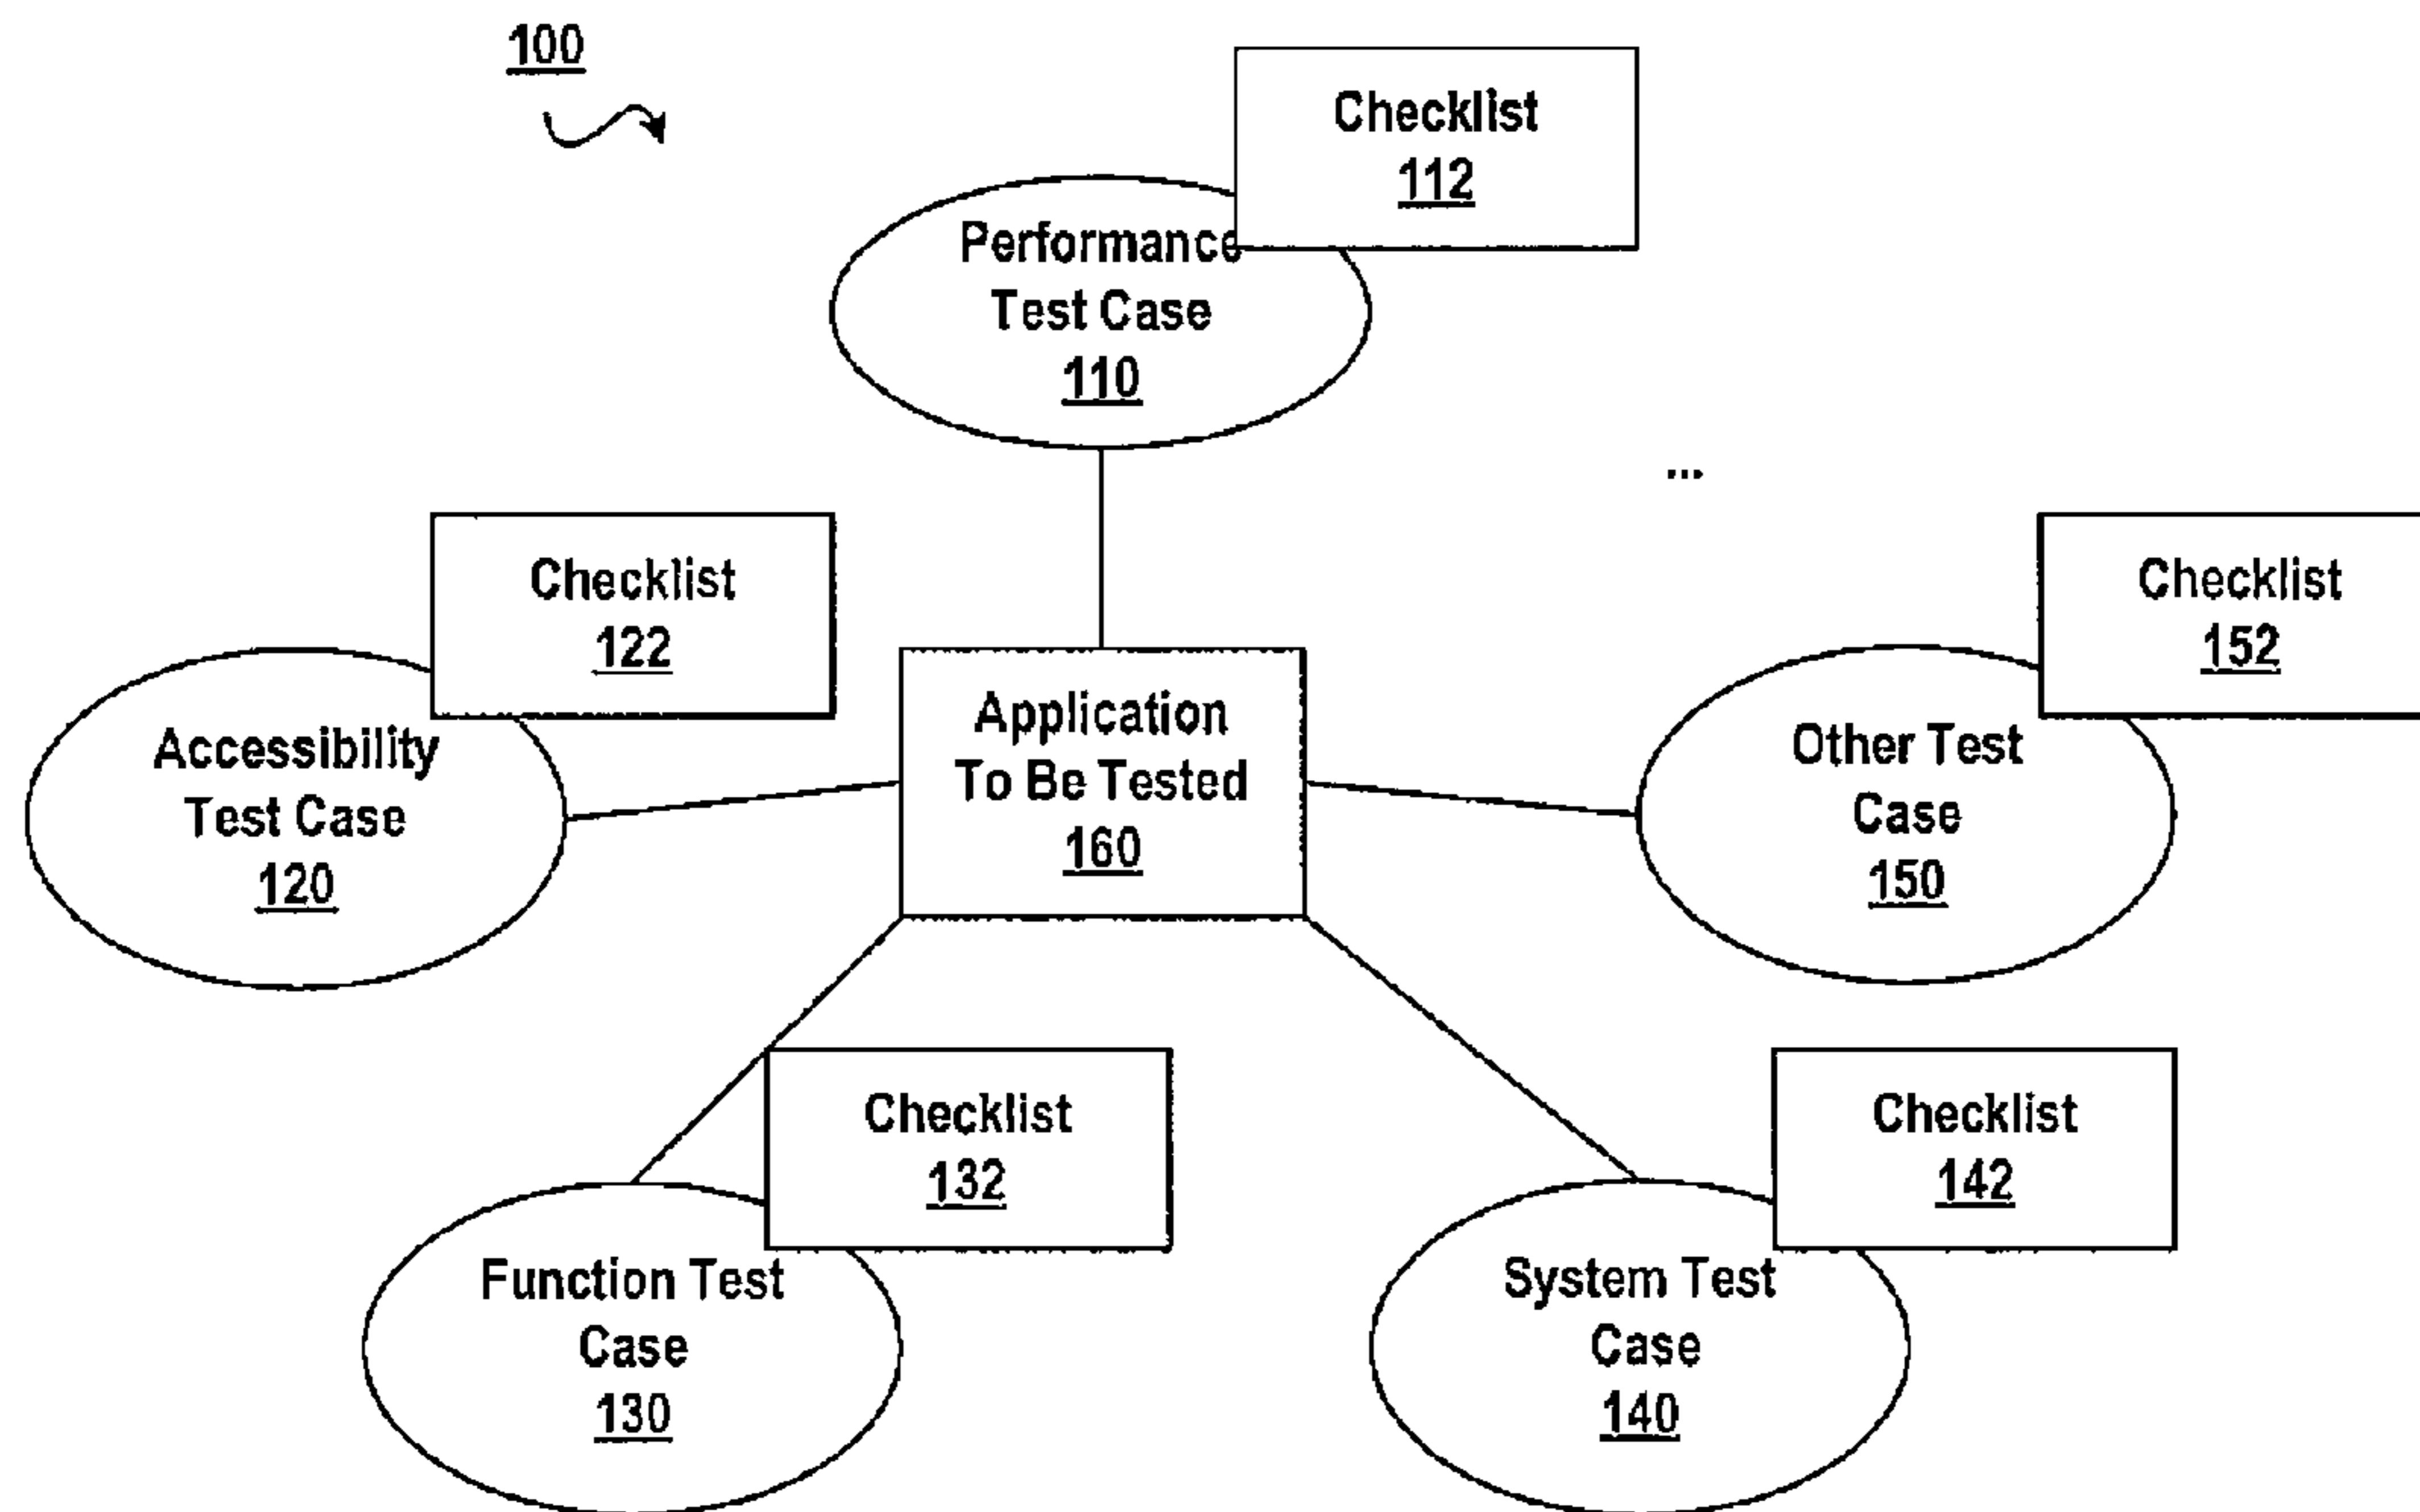 100
Checklist
112
Performance
Test Case
110
...
Checklist
122
Checklist
152
Accessibility
Test Case
120
Application
To Be Tested
160
Other Test
Case
150
Checklist
132
Checklist
142
Function Test
Case
130
System Test
Case
140